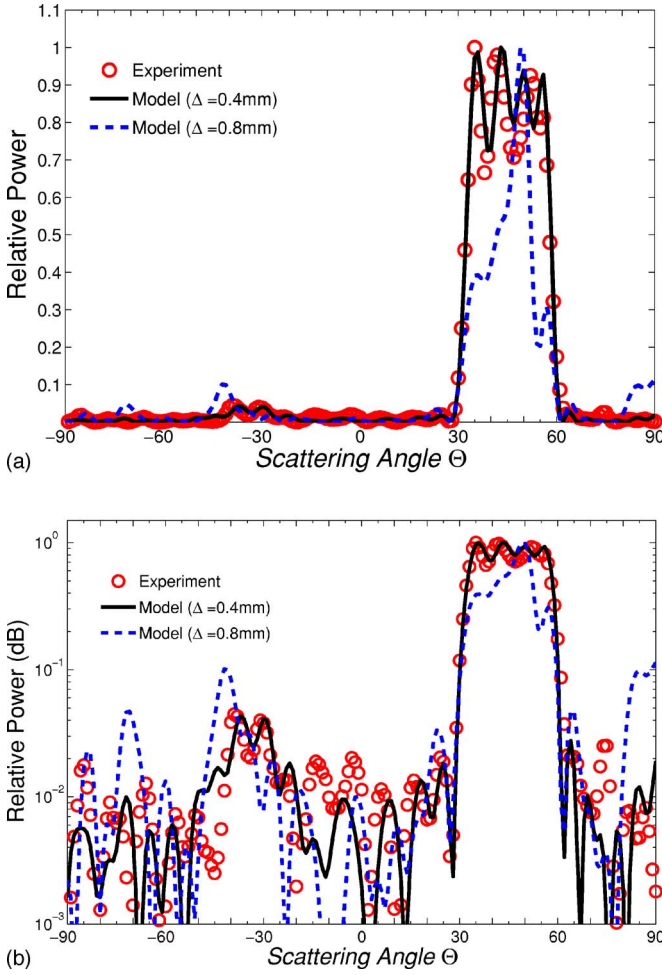 1.1
1
0.9
0.8
0.7
0.6
0.5
0.4
0.3
0.2
0.1
Relative Power
Experiment
Model (Δ =0.4mm)
Model (Δ =0.8mm)
−90 −60 −30 0 30 60 90
(a) Scattering Angle Θ
10⁰
10⁻¹
10⁻²
10⁻³
Relative Power (dB)
Experiment
Model (Δ =0.4mm)
Model (Δ =0.8mm)
−90 −60 −30 0 30 60 90
(b) Scattering Angle Θ